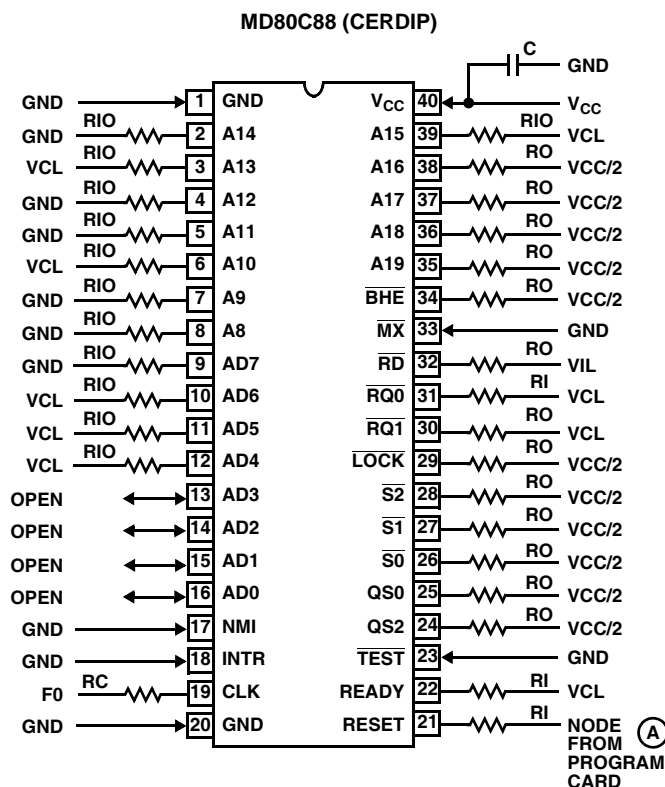 MD80C88 (CERDIP)
C
GND
GND 1 GND VCC 40 VCC
GND RIO 2 A14 A15 39 RIO VCL
VCL RIO 3 A13 A16 38 RO VCC/2
GND RIO 4 A12 A17 37 RO VCC/2
GND RIO 5 A11 A18 36 RO VCC/2
VCL RIO 6 A10 A19 35 RO VCC/2
GND RIO 7 A9 BHE 34 RO VCC/2
GND RIO 8 A8 MX 33 GND
GND RIO 9 AD7 RD 32 RO VIL
VCL RIO 10 AD6 RQ0 31 RI VCL
VCL RIO 11 AD5 RQ1 30 RO VCL
VCL RIO 12 AD4 LOCK 29 RO VCC/2
OPEN 13 AD3 S2 28 RO VCC/2
OPEN 14 AD2 S1 27 RO VCC/2
OPEN 15 AD1 S0 26 RO VCC/2
OPEN 16 AD0 QS0 25 RO VCC/2
GND 17 NMI QS2 24 RO VCC/2
GND 18 INTR TEST 23 GND
F0 RC 19 CLK READY 22 RI VCL
GND 20 GND RESET 21 RI NODE
FROM A
PROGRAM
CARD